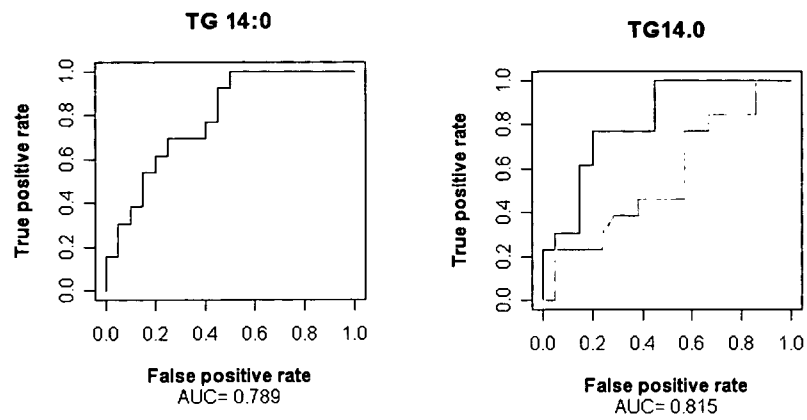 TG 14:0
True positive rate
1.0
0.8
0.6
0.4
0.2
0.0
0.0 0.2 0.4 0.6 0.8 1.0
False positive rate
AUC= 0.789
TG14.0
True positive rate
1.0
0.8
0.6
0.4
0.2
0.0
0.0 0.2 0.4 0.6 0.8 1.0
False positive rate
AUC= 0.815